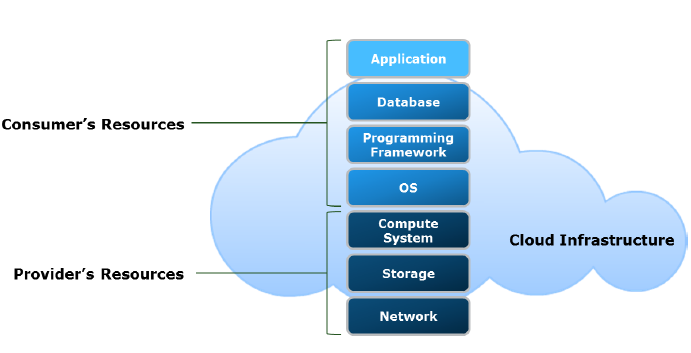 Application
Database
Consumer's Resources
Programming
Framework
OS
Compute
System
Cloud Infrastructure
Provider's Resources
Storage
Network